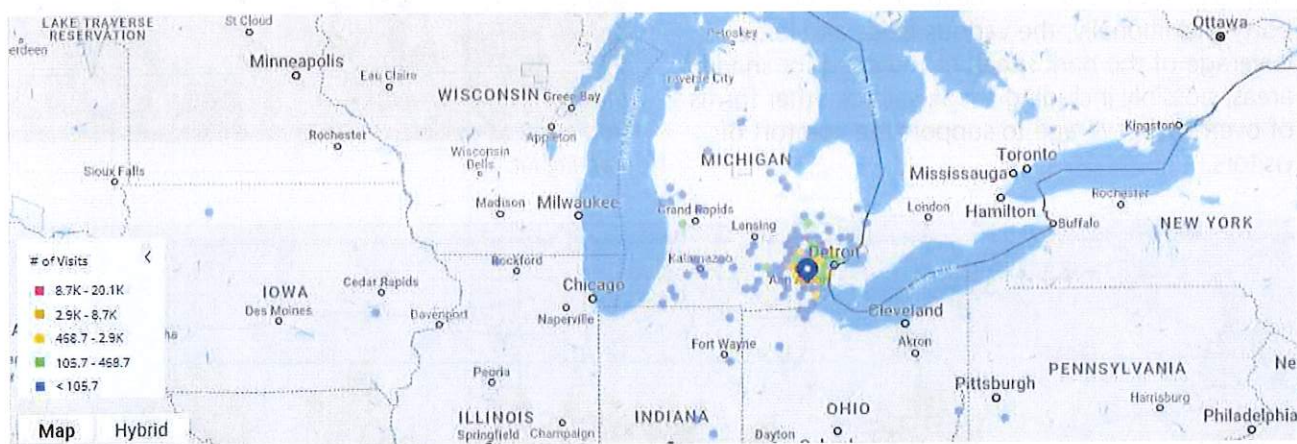 LAKE TRAVERSE
RESERVATION
St Cloud
Minneapolis
Eau Claire
WISCONSIN
Green Bay
Appleton
Rochester
Wisconsin
Dells
Sioux Falls
Madison
Milwaukee
Petoskey
Traverse City
MICHIGAN
Grand Rapids
Lansing
Kalamazoo
Detroit
Ottawa
Kingston
Toronto
Mississauga
Hamilton
London
Rochester
Buffalo
NEW YORK
# of Visits
8.7K - 20.1K
2.9K - 8.7K
468.7 - 2.9K
105.7 - 468.7
< 105.7
IOWA
Des Moines
Cedar Rapids
Davenport
Rockford
Chicago
Naperville
Peoria
ILLINOIS
Springfield
Champaign
Fort Wayne
INDIANA
Cleveland
Akron
OHIO
Dayton
Pittsburgh
PENNSYLVANIA
Harrisburg
Philadelphia
Ne
Map
Hybrid